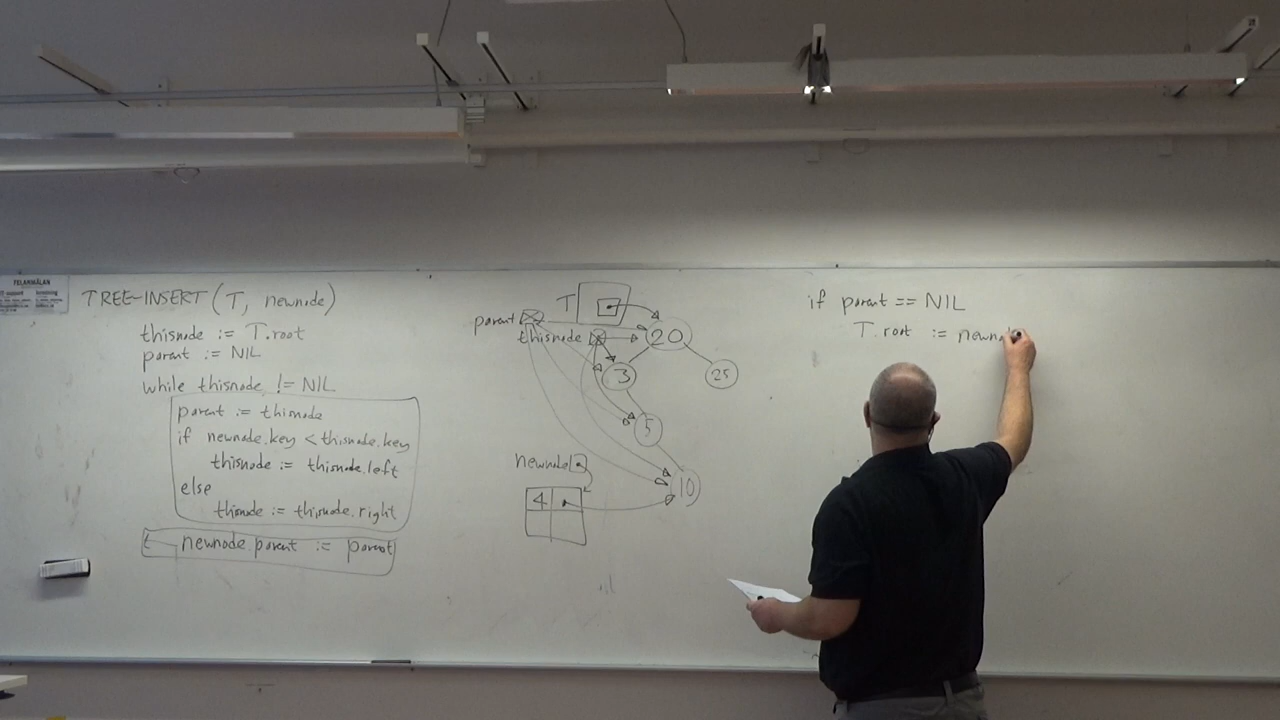 FELANMÄLAN
TREE-INSERT(T, newnode)
thisnode := T.root
parent := NIL
while thisnode != NIL
parent := thisnode
if newnode.key < thisnode.key
thisnode := thisnode.left
else
thisnode := thisnode.right
newnode.parent := parent
T
parent
thisnode
20
3
25
5
newnode
10
4
if parent == NIL
T.root := newn